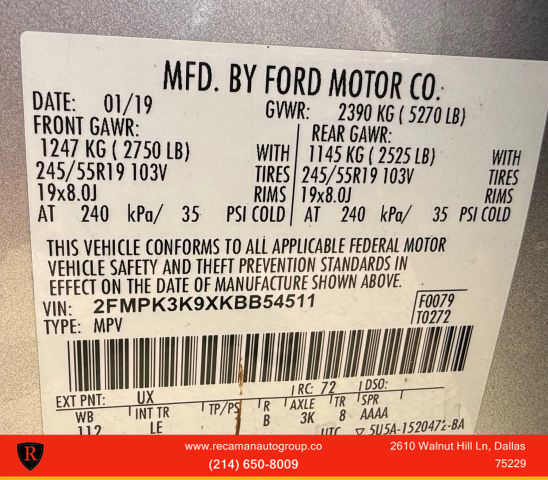 MFD. BY FORD MOTOR CO.
DATE: 01/19
GVWR: 2390 KG ( 5270 LB)
FRONT GAWR:
1247 KG ( 2750 LB) WITH
245/55R19 103V TIRES
19x8.0J RIMS
AT 240 kPa/ 35 PSI COLD
REAR GAWR:
1145 KG ( 2525 LB) WITH
245/55R19 103V TIRES
19x8.0J RIMS
AT 240 kPa/ 35 PSI COLD
THIS VEHICLE CONFORMS TO ALL APPLICABLE FEDERAL MOTOR
VEHICLE SAFETY AND THEFT PREVENTION STANDARDS IN
EFFECT ON THE DATE OF MANUFACTURE SHOWN ABOVE.
VIN: 2FMPK3K9XKBB54511
TYPE: MPV
F0079
T0272
EXT PNT: UX RC: 72 DSO:
WB INT TR TP/PS R AXLE TR SPR
112 LE B 3K 8 AAAA
UTC ▽ 5U5A-1520472-BA
R
www.recamanautogroup.co
(214) 650-8009
2610 Walnut Hill Ln, Dallas
75229